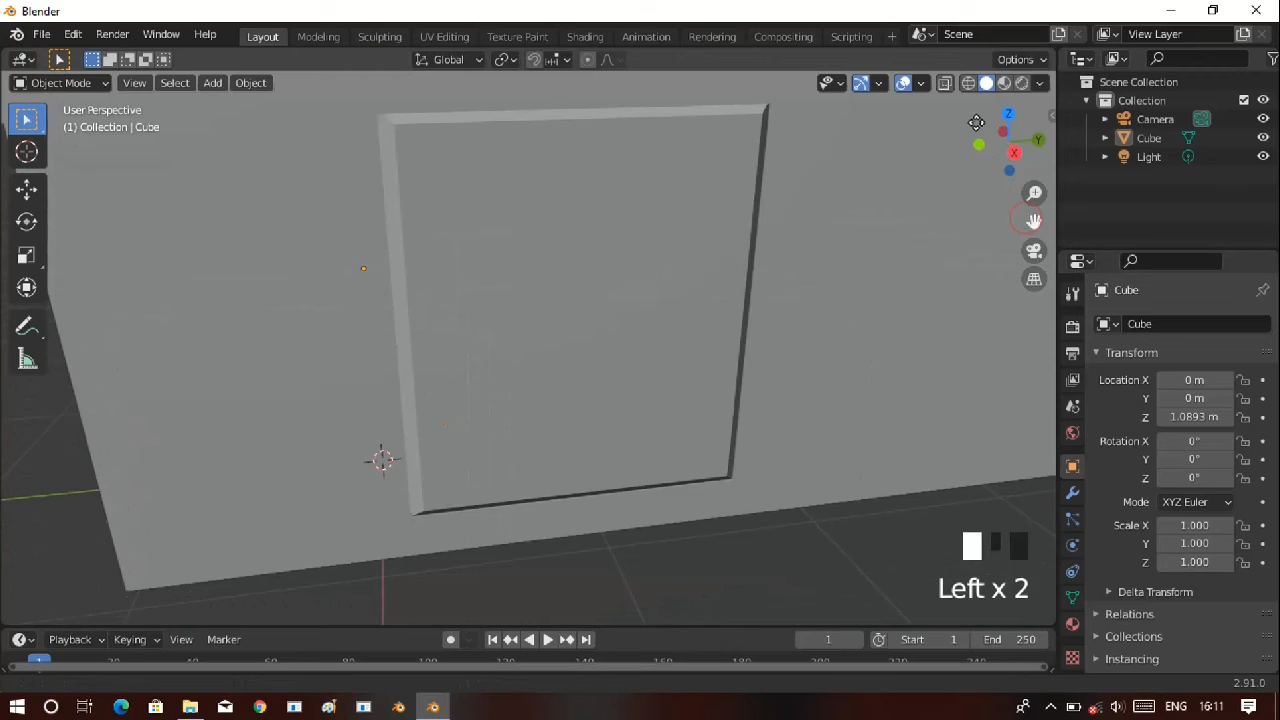 Blender
File Edit Render Window Help Layout Modeling Sculpting UV Editing Texture Paint Shading Animation Rendering Compositing Scripting + Scene View Layer
Global Options
Object Mode View Select Add Object
User Perspective
(1) Collection | Cube
Z
Y
X
Scene Collection
Collection
Camera
Cube
Light
Cube
Cube
Transform
Location X 0 m
Y 0 m
Z 1.0893 m
Rotation X 0°
Y 0°
Z 0°
Mode XYZ Euler
Scale X 1.000
Y 1.000
Z 1.000
Delta Transform
Relations
Collections
Instancing
Left x 2
Playback Keying View Marker 1 Start 1 End 250
1
2.91.0
ENG 16:11